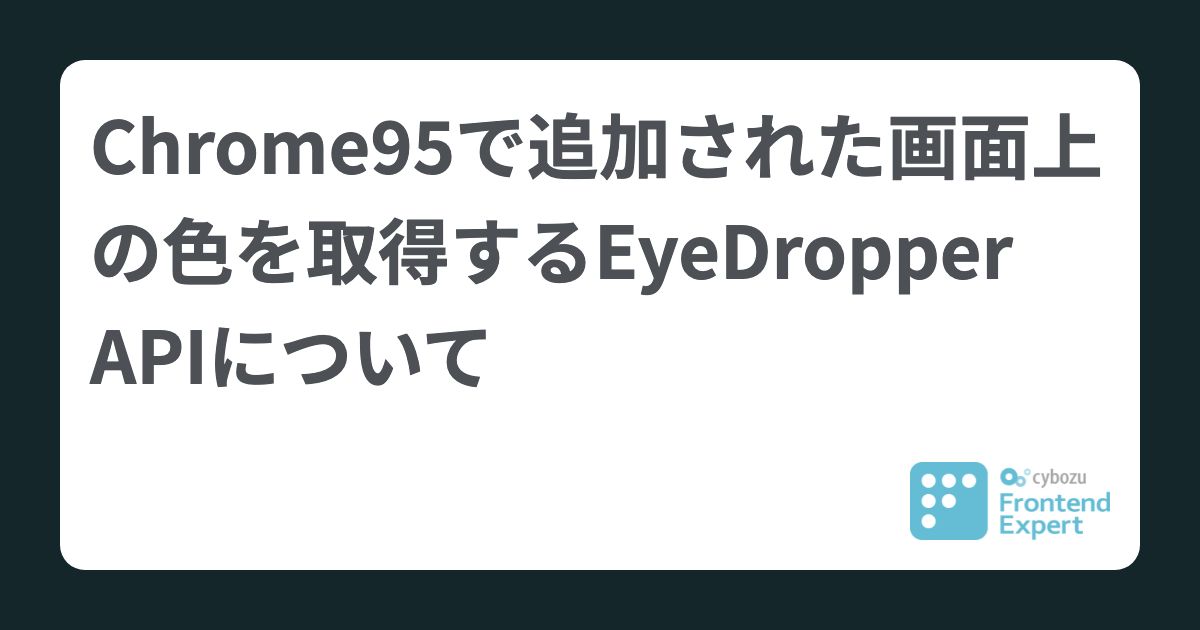 Chrome95で追加された画面上
の色を取得するEyeDropper
APIについて
cybozu
Frontend
Expert